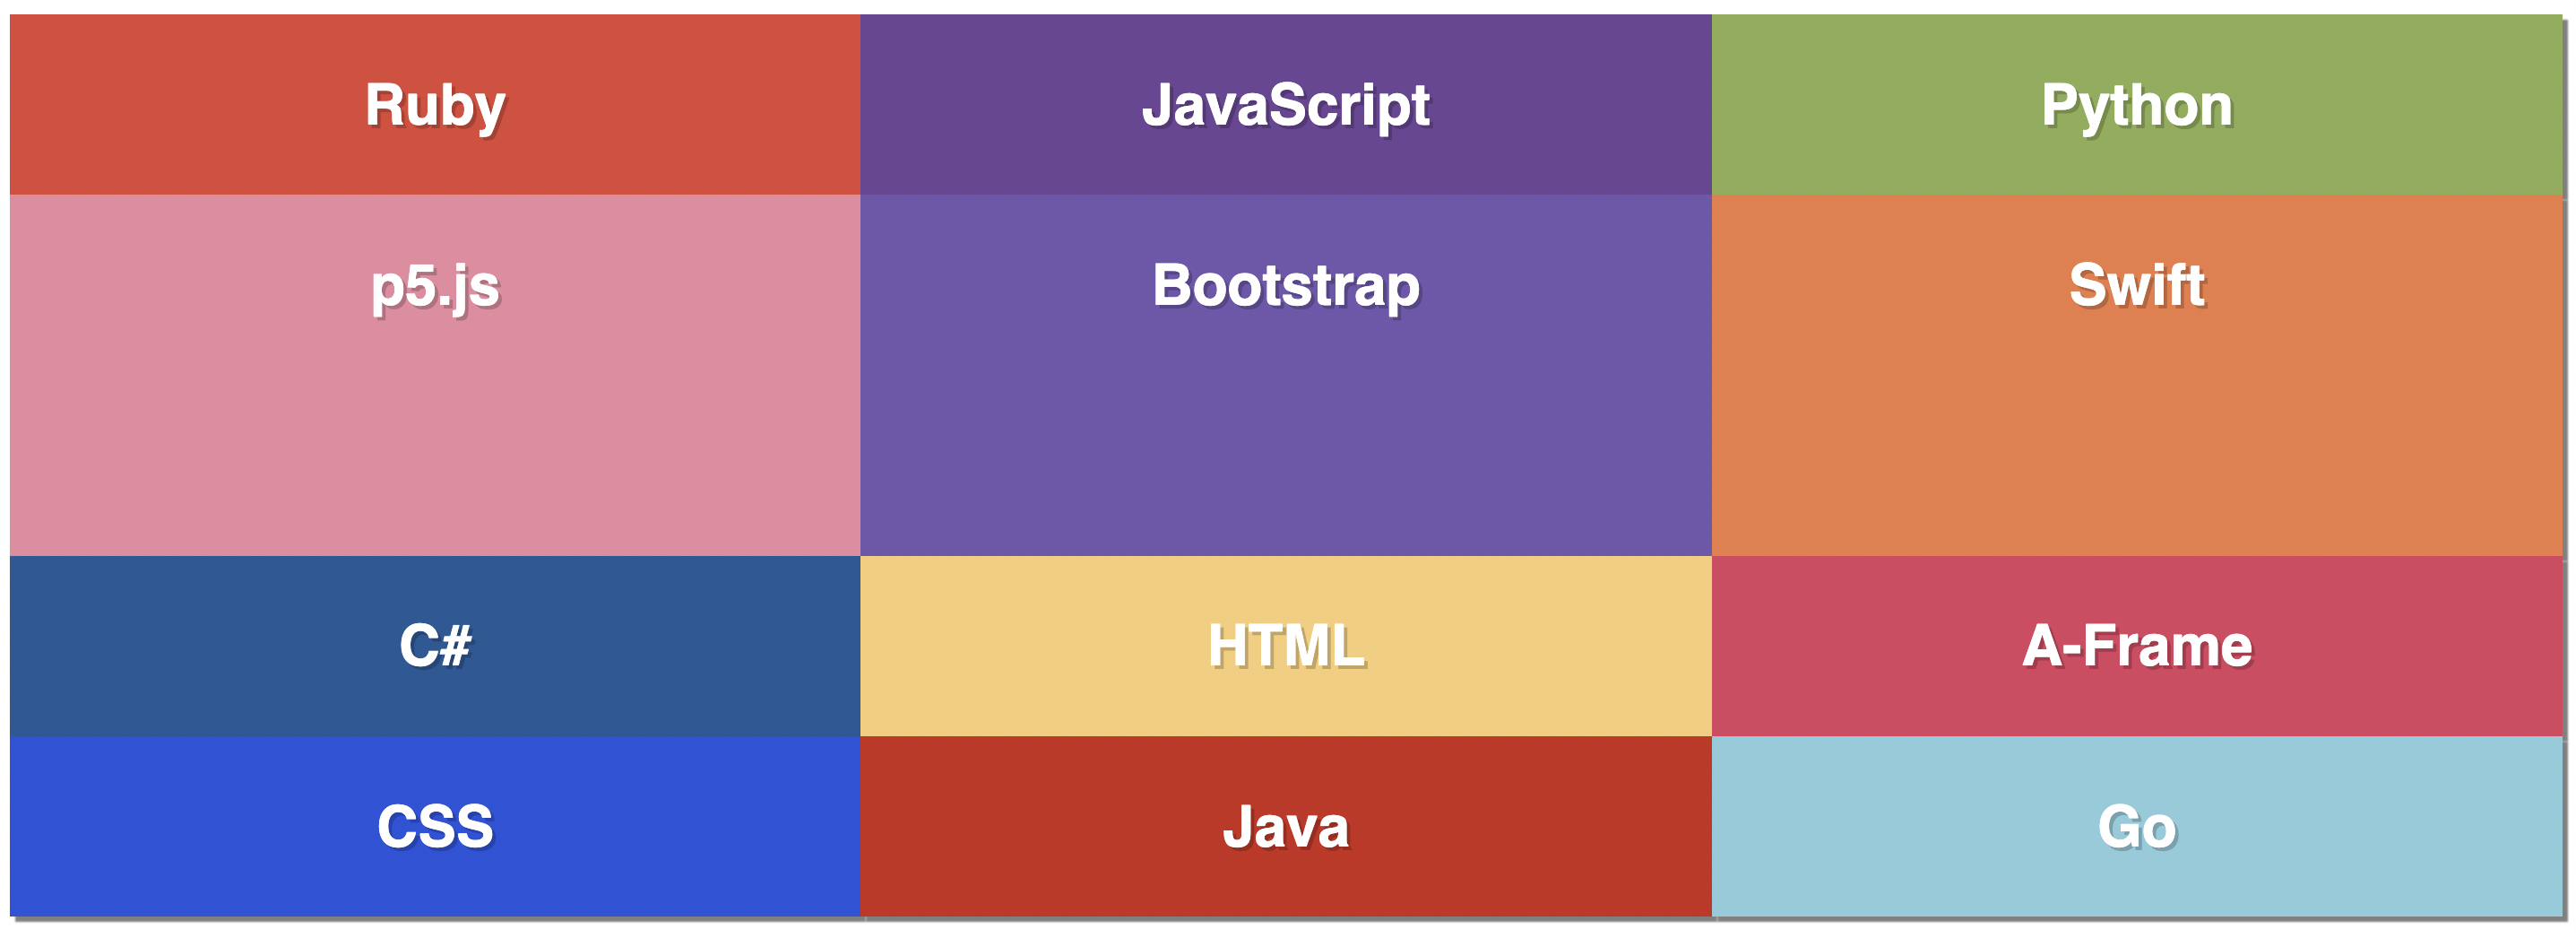 Ruby
JavaScript
Python
p5.js
Bootstrap
Swift
C#
HTML
A-Frame
CSS
Java
Go